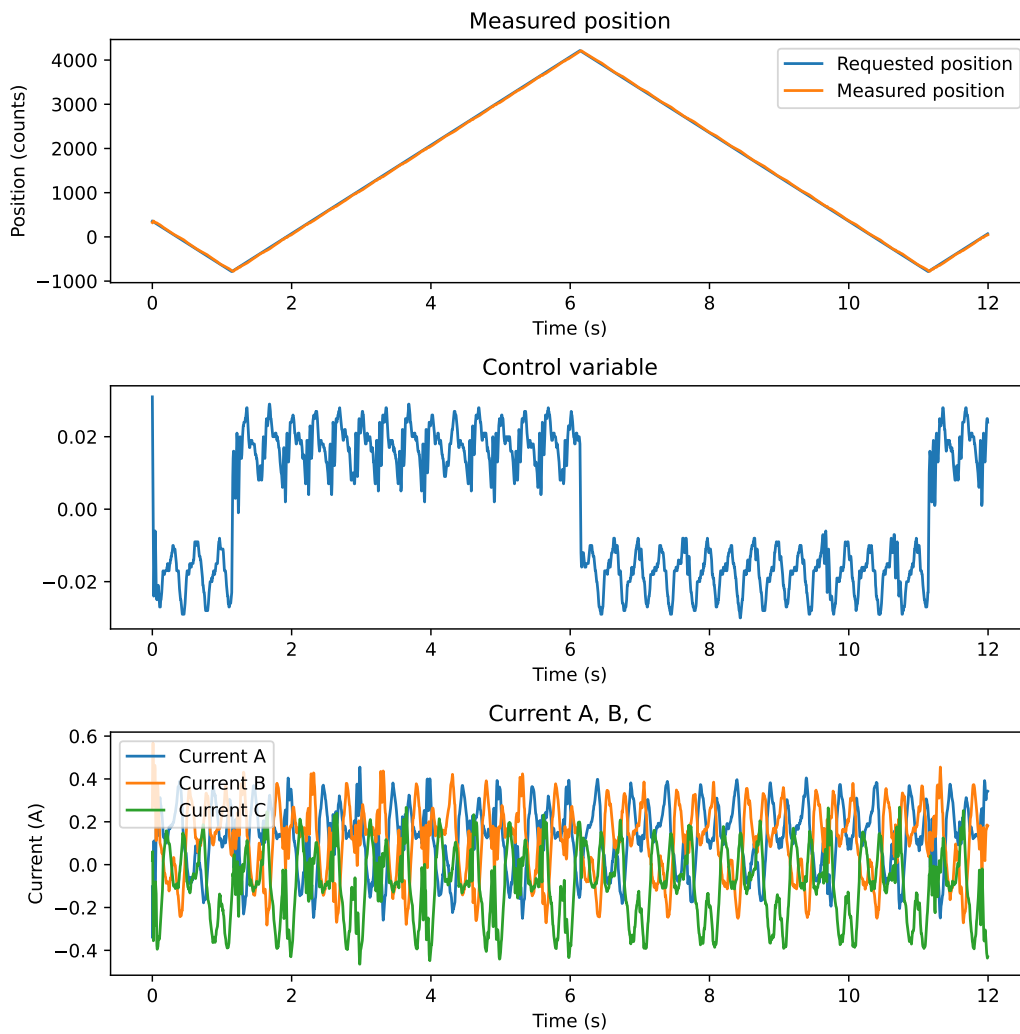 Measured position
Position (counts)
4000
3000
2000
1000
0
−1000
Requested position
Measured position
0 2 4 6 8 10 12
Time (s)
Control variable
0.02
0.00
−0.02
0 2 4 6 8 10 12
Time (s)
Current A, B, C
Current (A)
0.6
0.4
0.2
0.0
−0.2
−0.4
Current A
Current B
Current C
0 2 4 6 8 10 12
Time (s)